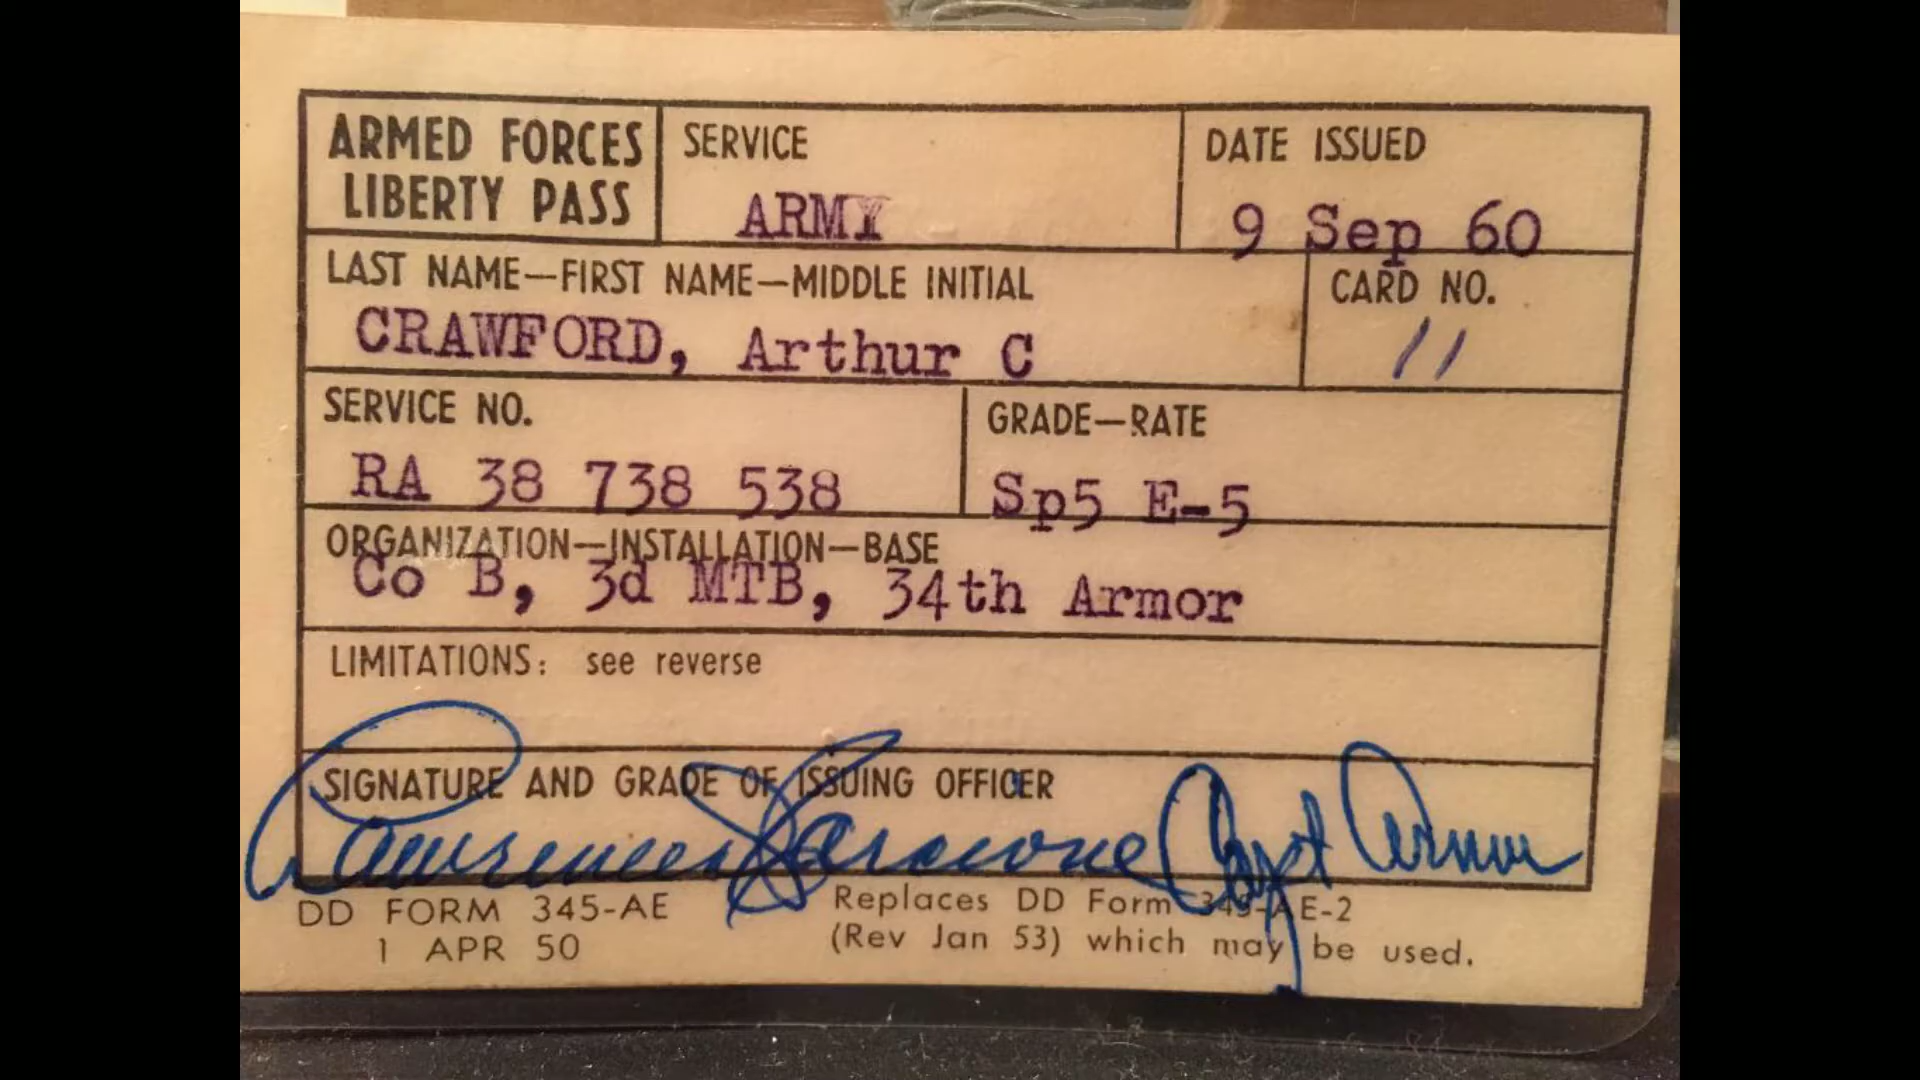 ARMED FORCES
LIBERTY PASS
SERVICE
ARMY
DATE ISSUED
9 Sep 60
LAST NAME—FIRST NAME—MIDDLE INITIAL
CRAWFORD, Arthur C
CARD NO.
11
SERVICE NO.
RA 38 738 538
GRADE—RATE
Sp5 E-5
ORGANIZATION—INSTALLATION—BASE
Co B, 3d MTB, 34th Armor
LIMITATIONS: see reverse
SIGNATURE AND GRADE OF ISSUING OFFICER
Capt Armor
DD FORM 345-AE
1 APR 50
Replaces DD Form 345-AE-2
(Rev Jan 53) which may be used.